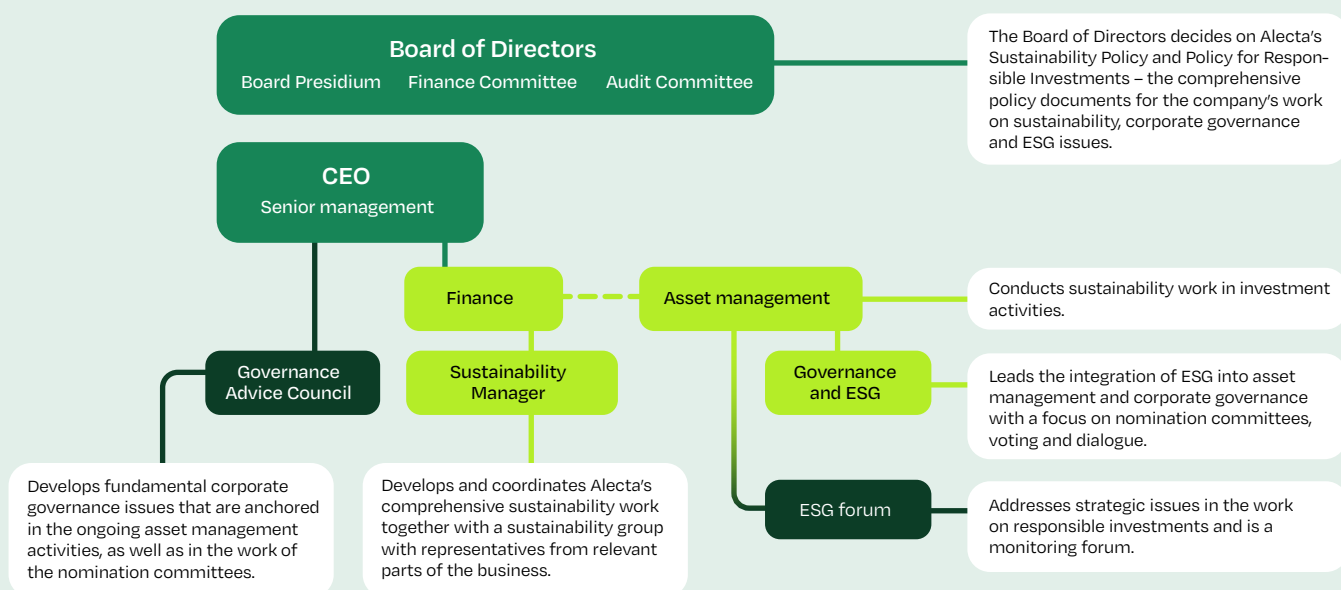 Board of Directors
Board Presidium Finance Committee Audit Committee
The Board of Directors decides on Alecta's
Sustainability Policy and Policy for Respon-
sible Investments – the comprehensive
policy documents for the company's work
on sustainability, corporate governance
and ESG issues.
CEO
Senior management
Finance
Asset management
Conducts sustainability work in investment
activities.
Governance
Advice Council
Sustainability
Manager
Governance
and ESG
Leads the integration of ESG into asset
management and corporate governance
with a focus on nomination committees,
voting and dialogue.
Develops fundamental corporate
governance issues that are anchored
in the ongoing asset management
activities, as well as in the work of
the nomination committees.
Develops and coordinates Alecta's
comprehensive sustainability work
together with a sustainability group
with representatives from relevant
parts of the business.
ESG forum
Addresses strategic issues in the work
on responsible investments and is a
monitoring forum.